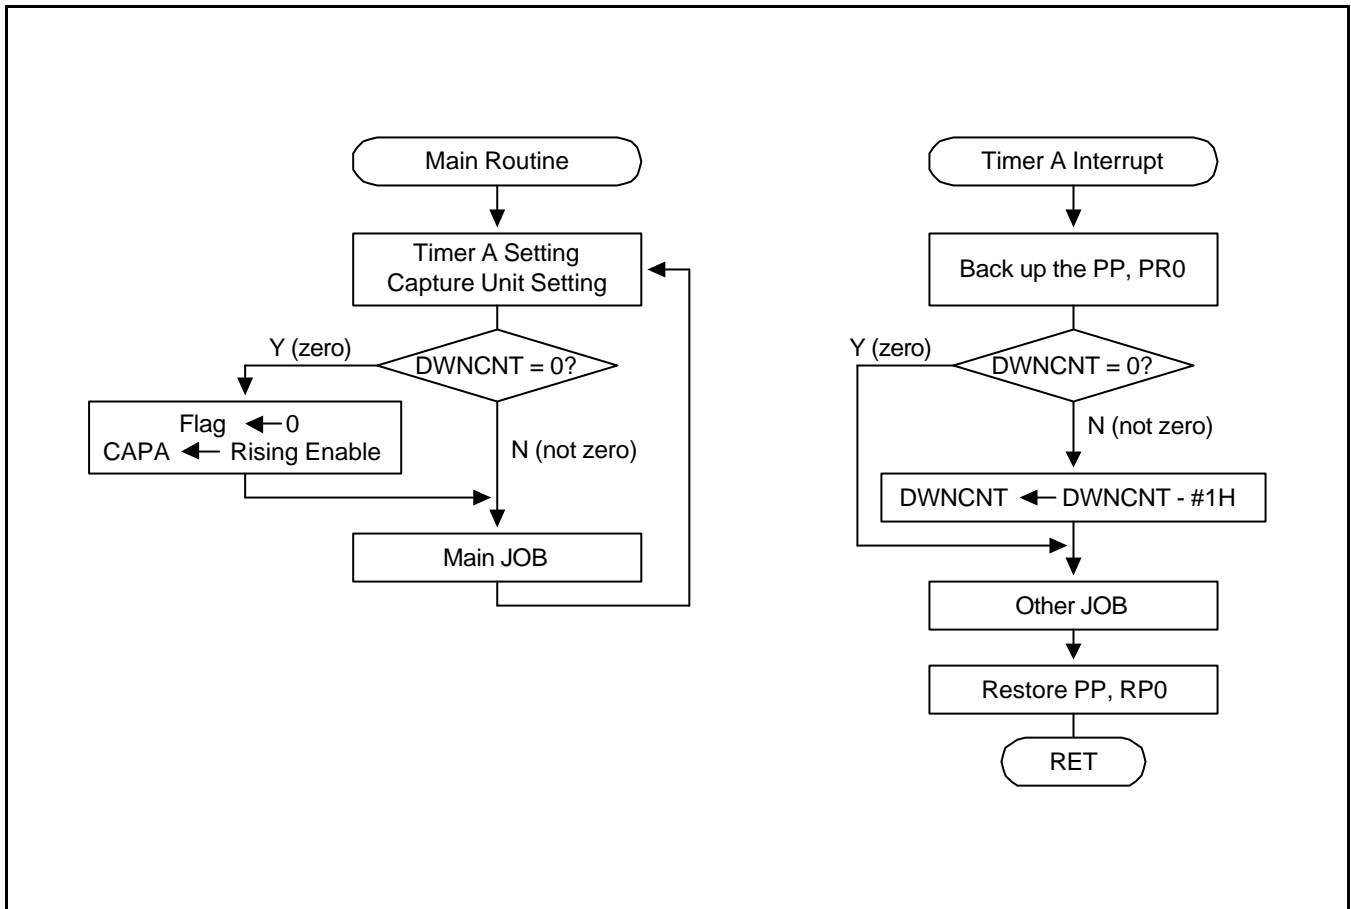 Main Routine
Timer A Setting
Capture Unit Setting
DWNCNT = 0?
Y (zero)
Flag ← 0
CAPA ← Rising Enable
N (not zero)
Main JOB
Timer A Interrupt
Back up the PP, PR0
Y (zero)
DWNCNT = 0?
N (not zero)
DWNCNT ← DWNCNT - #1H
Other JOB
Restore PP, RP0
RET